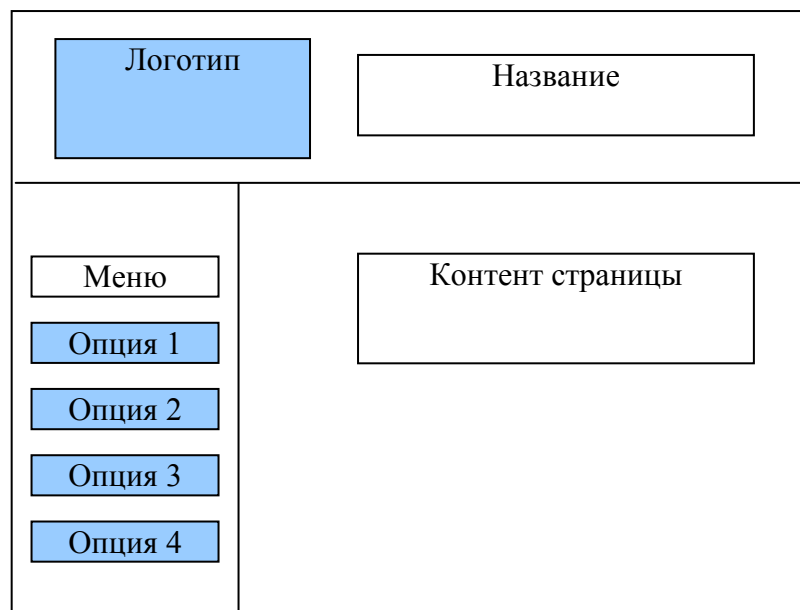 Логотип
Название
Меню
Опция 1
Опция 2
Опция 3
Опция 4
Контент страницы